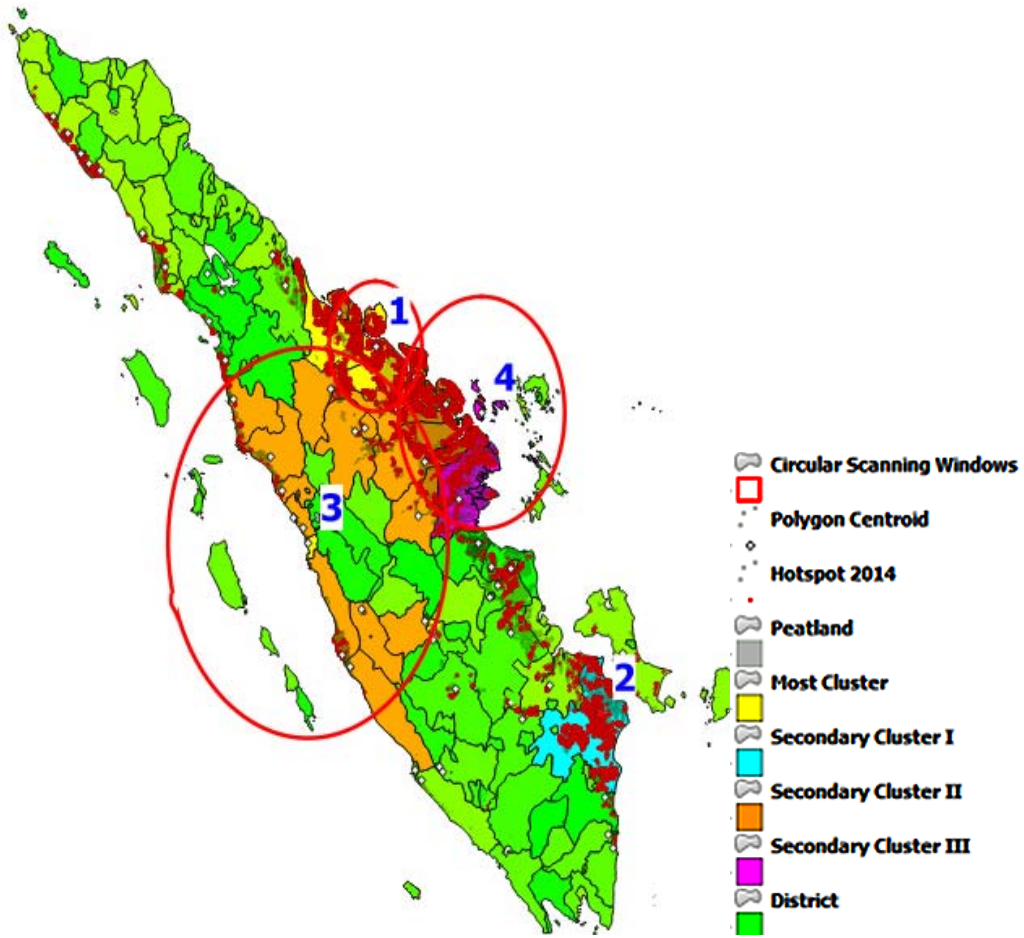 1
4
3
2
Circular Scanning Windows
Polygon Centroid
Hotspot 2014
Peatland
Most Cluster
Secondary Cluster I
Secondary Cluster II
Secondary Cluster III
District